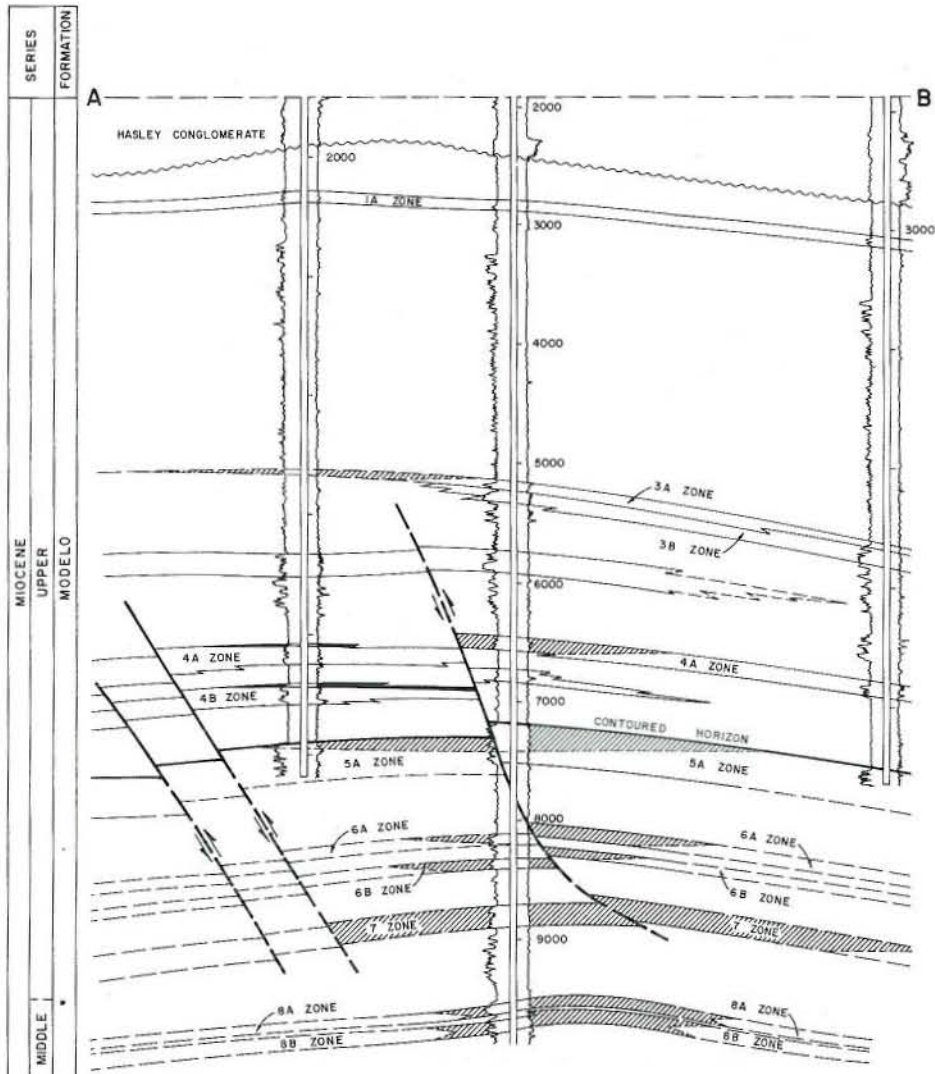 SERIES
FORMATION
MIOCENE
UPPER
MODELO
MIDDLE
A
B
HASLEY CONGLOMERATE
2000
2000
1A ZONE
3000
3000
4000
5000
3A ZONE
3B ZONE
6000
4A ZONE
4A ZONE
4B ZONE
7000
CONTOURED HORIZON
5A ZONE
5A ZONE
8000
6A ZONE
6A ZONE
6B ZONE
6B ZONE
7 ZONE
7 ZONE
9000
8A ZONE
8A ZONE
8B ZONE
8B ZONE